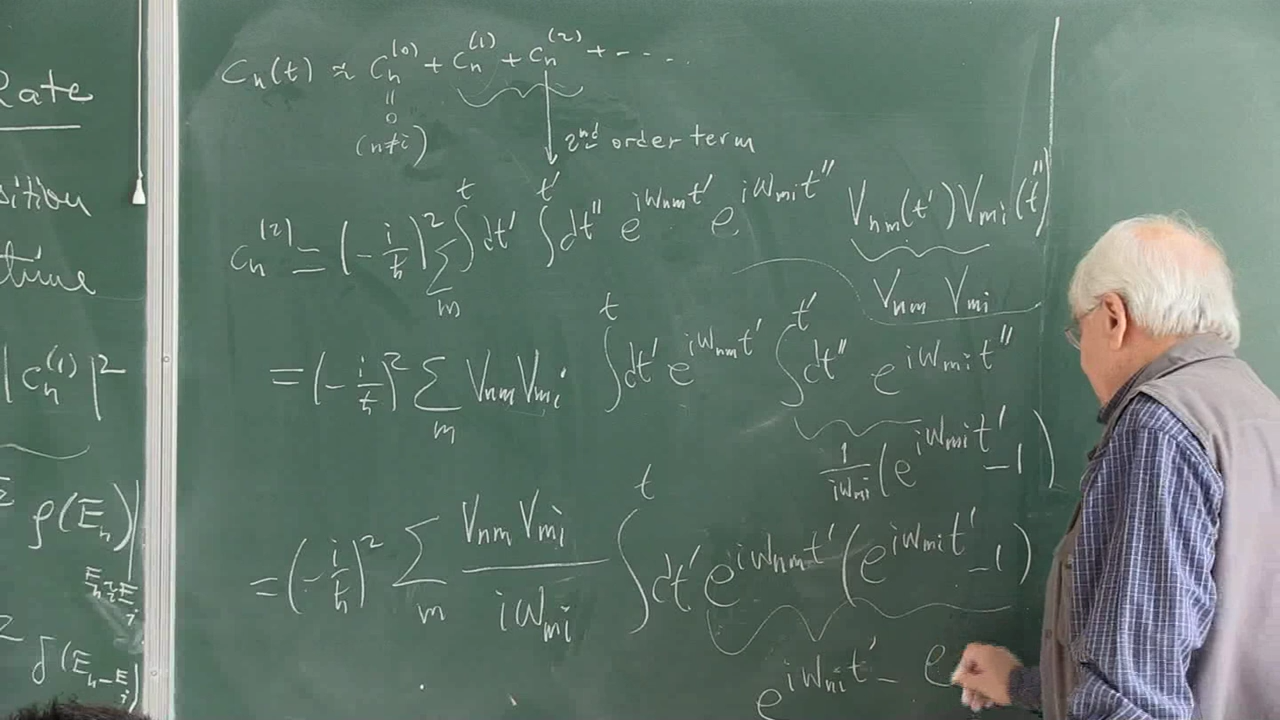 Rate
sition
time
|c_n^{(1)}|^2
ρ(E_n)|
E_n≈E_i
δ(E_n-E_i)
C_n(t) ≈ C_n^{(0)} + C_n^{(1)} + C_n^{(2)} + - - - .
=
0
(n≠i)
2nd order term
C_n^{(2)} = (-i/ħ)^2 Σ_m ∫^t dt' ∫^{t'} dt'' e^{iω_{nm}t'} e^{iω_{mi}t''} V_{nm}(t')V_{mi}(t'')
V_{nm} V_{mi}
= (-i/ħ)^2 Σ_m V_{nm}V_{mi} ∫^t dt' e^{iω_{nm}t'} ∫^{t'} dt'' e^{iω_{mi}t''}
1/iω_{mi} (e^{iω_{mi}t'} - 1)
= (-i/ħ)^2 Σ_m V_{nm}V_{mi}/iω_{mi} ∫^t dt' e^{iω_{nm}t'} (e^{iω_{mi}t'} - 1)
e^{iω_{ni}t'} - e